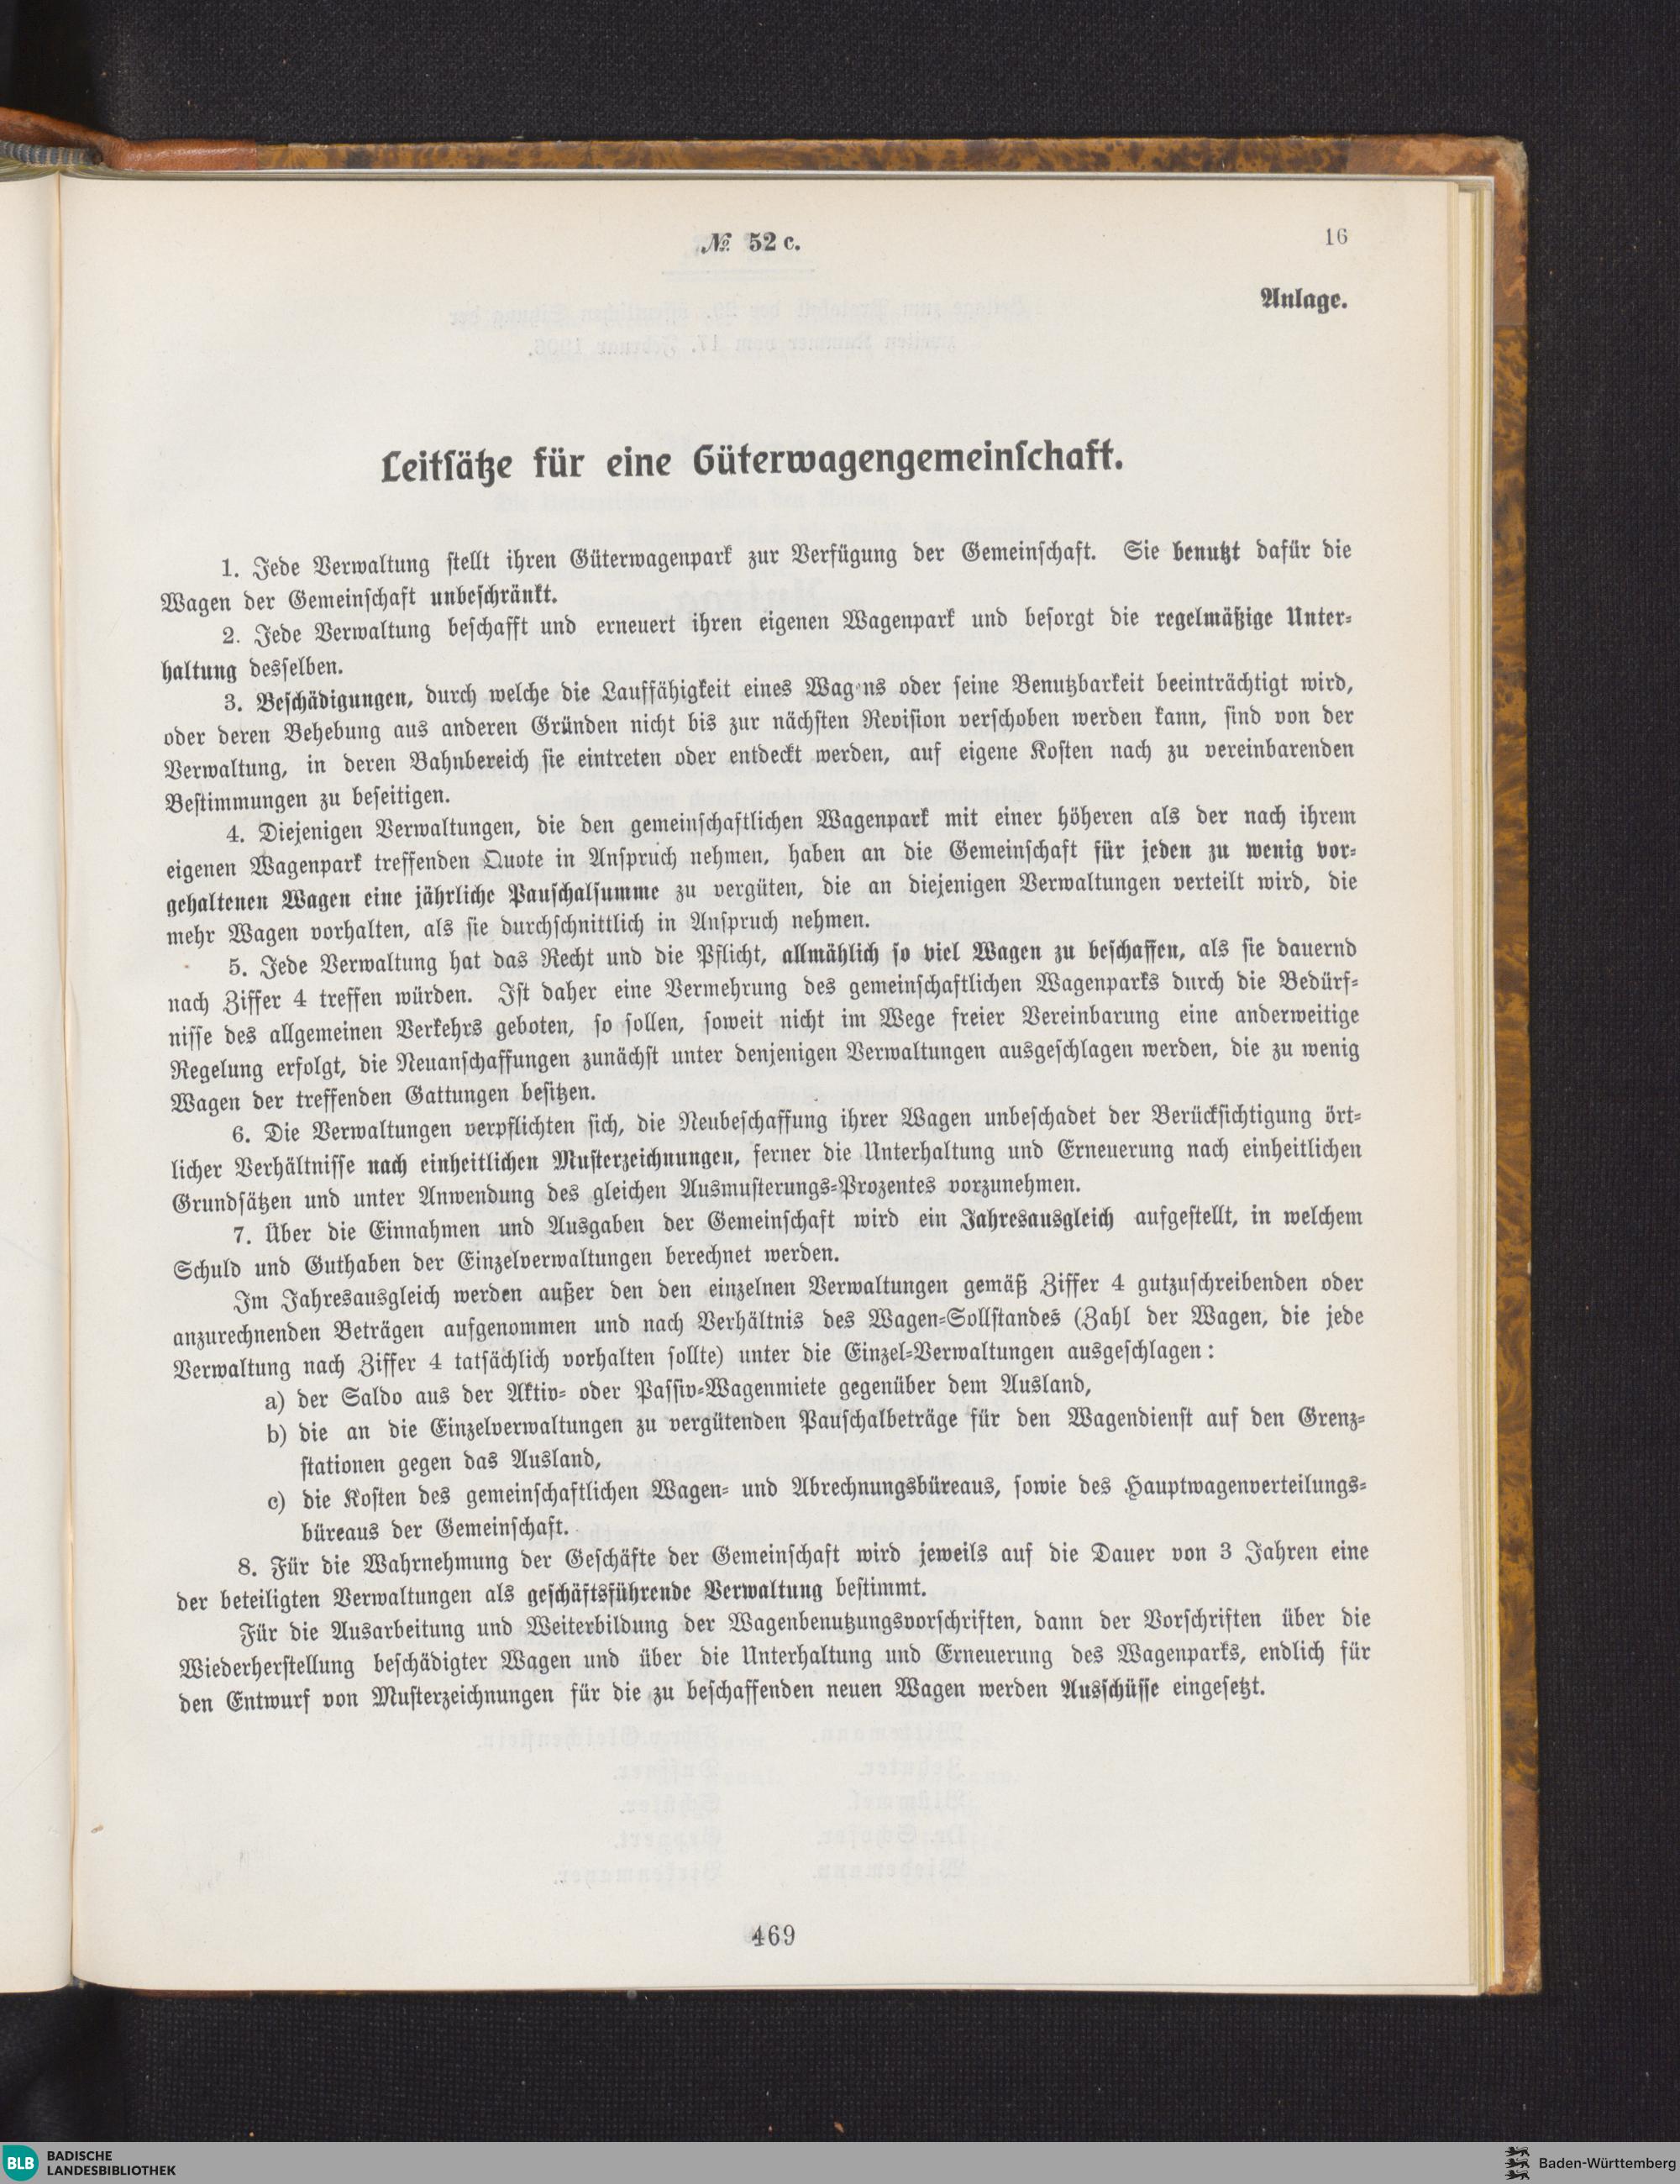 № 52 c.
16
Anlage.
Leitsätze für eine Güterwagengemeinschaft.
1. Jede Verwaltung stellt ihren Güterwagenpark zur Verfügung der Gemeinschaft. Sie benutzt dafür die
Wagen der Gemeinschaft unbeschränkt.
2. Jede Verwaltung beschafft und erneuert ihren eigenen Wagenpark und besorgt die regelmäßige Unter-
haltung desselben.
3. Beschädigungen, durch welche die Lauffähigkeit eines Wag ns oder seine Benutzbarkeit beeinträchtigt wird,
oder deren Behebung aus anderen Gründen nicht bis zur nächsten Revision verschoben werden kann, sind von der
Verwaltung, in deren Bahnbereich sie eintreten oder entdeckt werden, auf eigene Kosten nach zu vereinbarenden
Bestimmungen zu beseitigen.
4. Diejenigen Verwaltungen, die den gemeinschaftlichen Wagenpark mit einer höheren als der nach ihrem
eigenen Wagenpark treffenden Quote in Anspruch nehmen, haben an die Gemeinschaft für jeden zu wenig vor-
gehaltenen Wagen eine jährliche Pauschalsumme zu vergüten, die an diejenigen Verwaltungen verteilt wird, die
mehr Wagen vorhalten, als sie durchschnittlich in Anspruch nehmen.
5. Jede Verwaltung hat das Recht und die Pflicht, allmählich so viel Wagen zu beschaffen, als sie dauernd
nach Ziffer 4 treffen würden. Ist daher eine Vermehrung des gemeinschaftlichen Wagenparks durch die Bedürf-
nisse des allgemeinen Verkehrs geboten, so sollen, soweit nicht im Wege freier Vereinbarung eine anderweitige
Regelung erfolgt, die Neuanschaffungen zunächst unter denjenigen Verwaltungen ausgeschlagen werden, die zu wenig
Wagen der treffenden Gattungen besitzen.
6. Die Verwaltungen verpflichten sich, die Neubeschaffung ihrer Wagen unbeschadet der Berücksichtigung ört-
licher Verhältnisse nach einheitlichen Musterzeichnungen, ferner die Unterhaltung und Erneuerung nach einheitlichen
Grundsätzen und unter Anwendung des gleichen Ausmusterungs-Prozentes vorzunehmen.
7. Über die Einnahmen und Ausgaben der Gemeinschaft wird ein Jahresausgleich aufgestellt, in welchem
Schuld und Guthaben der Einzelverwaltungen berechnet werden.
Im Jahresausgleich werden außer den den einzelnen Verwaltungen gemäß Ziffer 4 gutzuschreibenden oder
anzurechnenden Beträgen aufgenommen und nach Verhältnis des Wagen-Sollstandes (Zahl der Wagen, die jede
Verwaltung nach Ziffer 4 tatsächlich vorhalten sollte) unter die Einzel-Verwaltungen ausgeschlagen:
a) der Saldo aus der Aktiv- oder Passiv-Wagenmiete gegenüber dem Ausland,
b) die an die Einzelverwaltungen zu vergütenden Pauschalbeträge für den Wagendienst auf den Grenz-
stationen gegen das Ausland,
c) die Kosten des gemeinschaftlichen Wagen- und Abrechnungsbüreaus, sowie des Hauptwagenverteilungs-
büreaus der Gemeinschaft.
8. Für die Wahrnehmung der Geschäfte der Gemeinschaft wird jeweils auf die Dauer von 3 Jahren eine
der beteiligten Verwaltungen als geschäftsführende Verwaltung bestimmt.
Für die Ausarbeitung und Weiterbildung der Wagenbenutzungsvorschriften, dann der Vorschriften über die
Wiederherstellung beschädigter Wagen und über die Unterhaltung und Erneuerung des Wagenparks, endlich für
den Entwurf von Musterzeichnungen für die zu beschaffenden neuen Wagen werden Ausschüsse eingesetzt.
469
BLB BADISCHE
LANDESBIBLIOTHEK
Baden-Württemberg